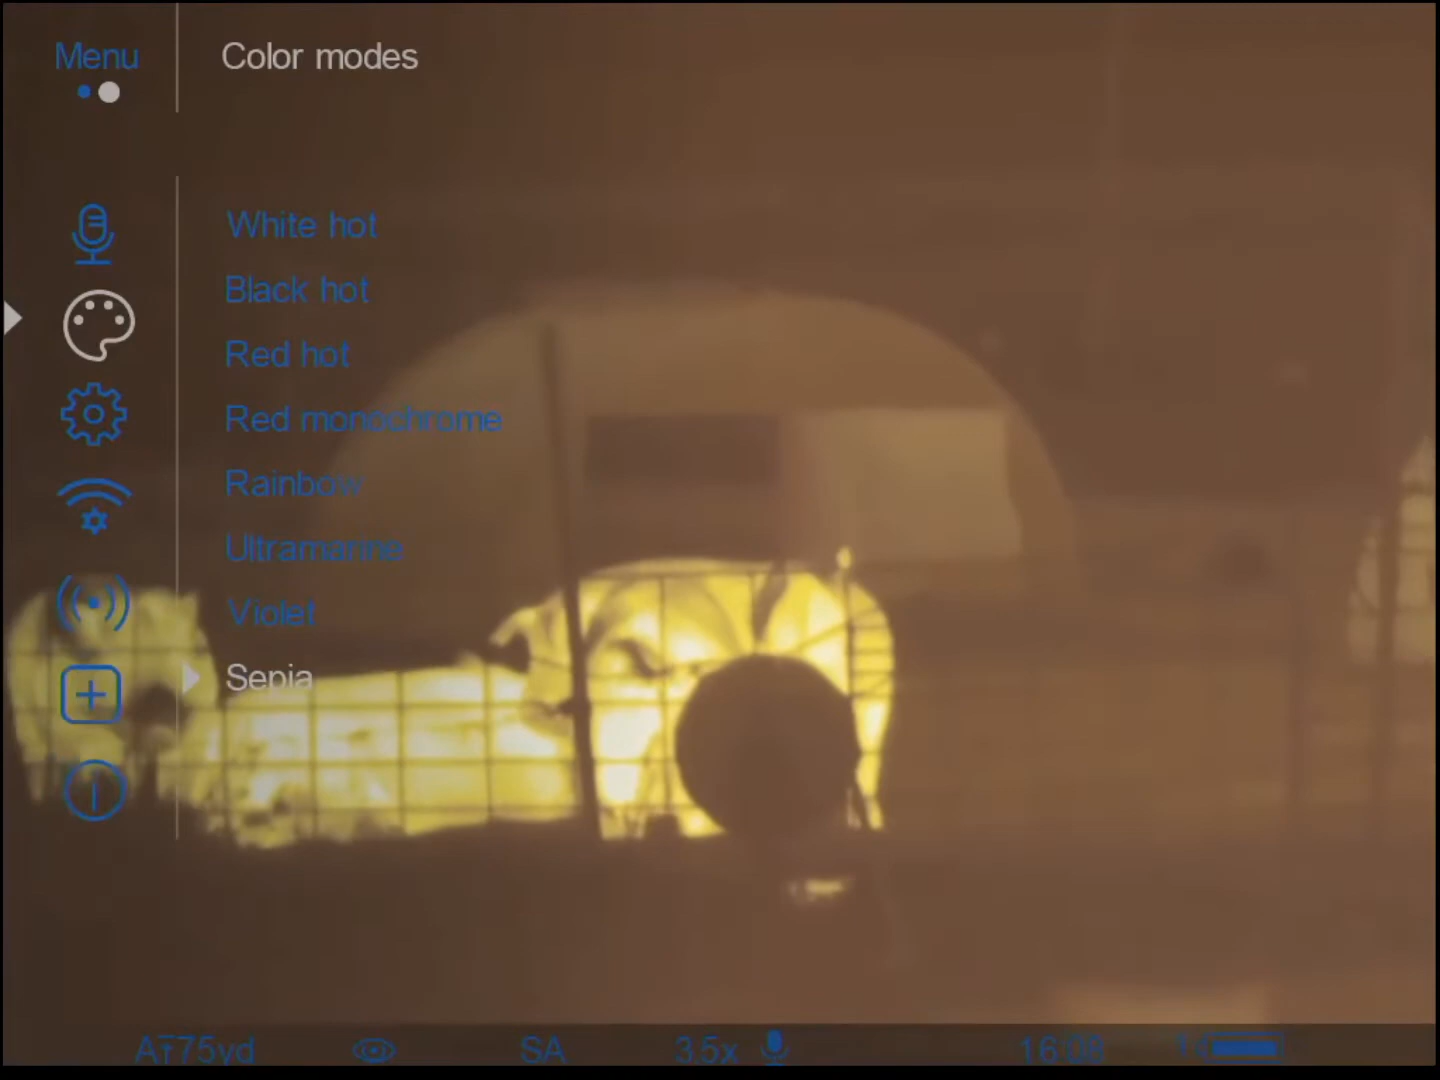 Menu
Color modes
White hot
Black hot
Red hot
Red monochrome
Rainbow
Ultramarine
Violet
Sepia
75yd
SA
3.5x
16:08